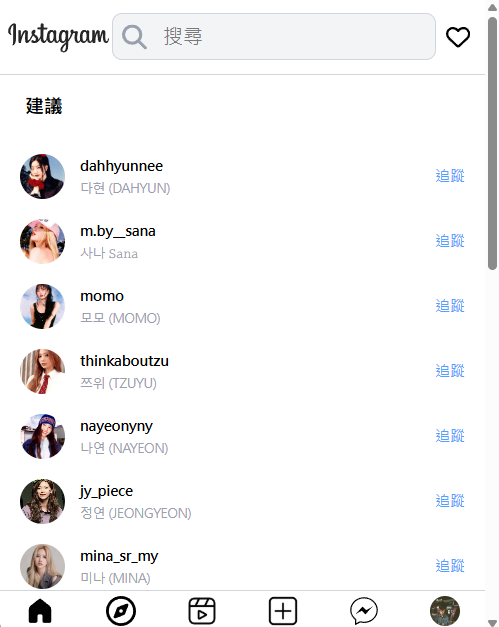 Instagram
搜尋
建議
dahhyunnee
다현 (DAHYUN)
追蹤
m.by__sana
사나 Sana
追蹤
momo
모모 (MOMO)
追蹤
thinkaboutzu
쯔위 (TZUYU)
追蹤
nayeonyny
나연 (NAYEON)
追蹤
jy_piece
정연 (JEONGYEON)
追蹤
mina_sr_my
미나 (MINA)
追蹤